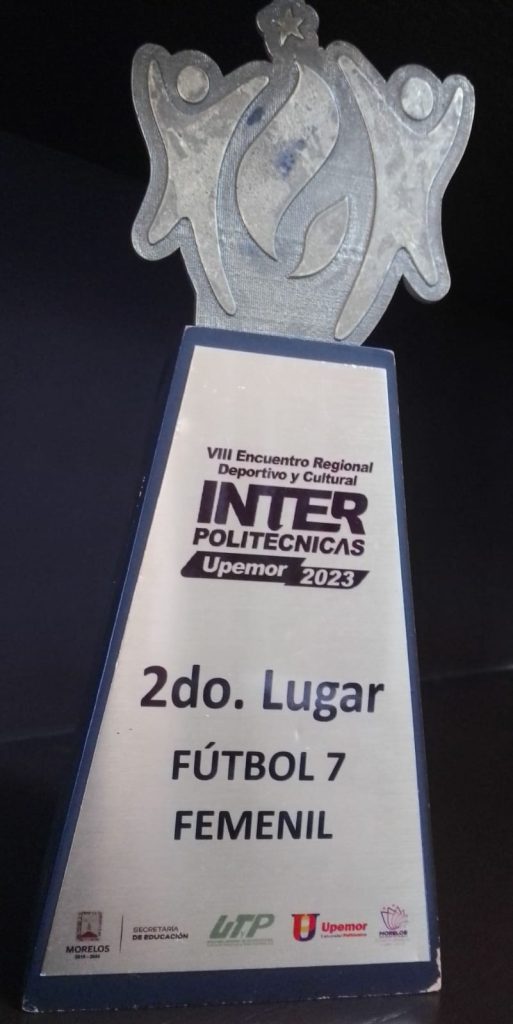 VIII Encuentro Regional
Deportivo y Cultural
INTER
POLITÉCNICAS
Upemor 2023
2do. Lugar
FÚTBOL 7
FEMENIL
MORELOS
SECRETARÍA
DE EDUCACIÓN
UTP
Upemor
MORELOS